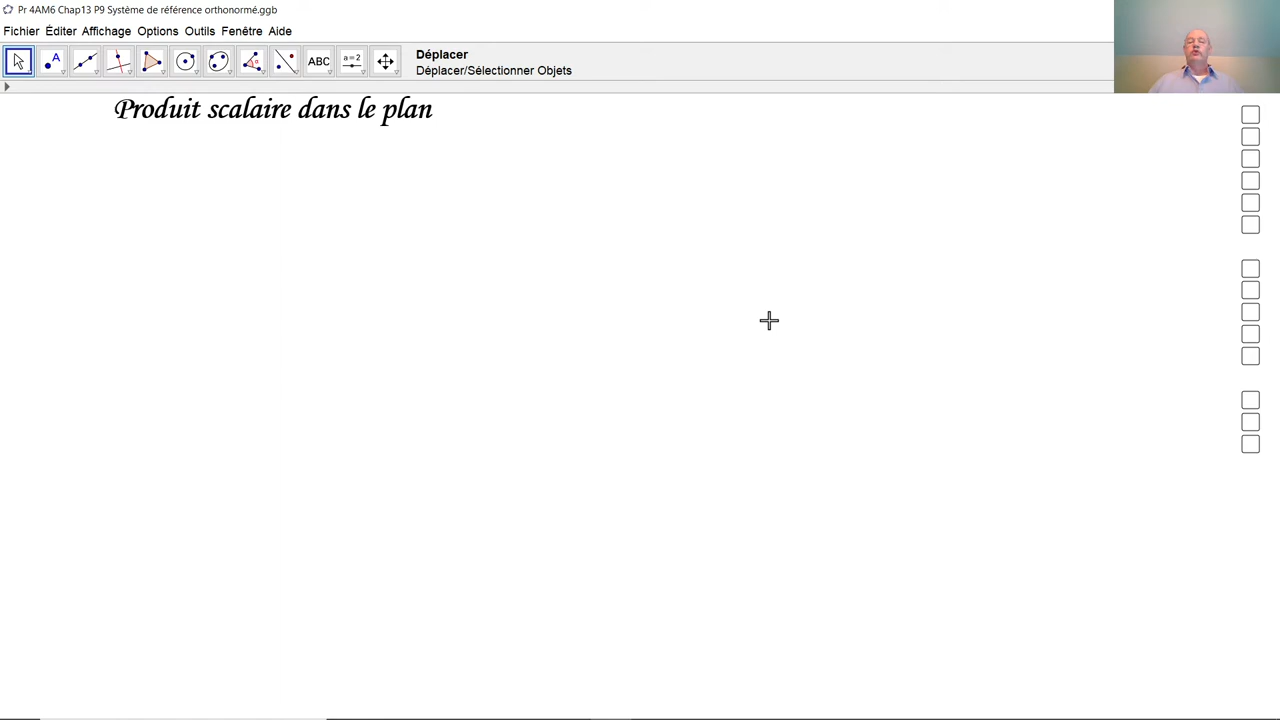 Pr 4AM6 Chap13 P9 Système de référence orthonormé.ggb
Fichier Éditer Affichage Options Outils Fenêtre Aide
A
α
ABC
a=2
Déplacer
Déplacer/Sélectionner Objets
Produit scalaire dans le plan